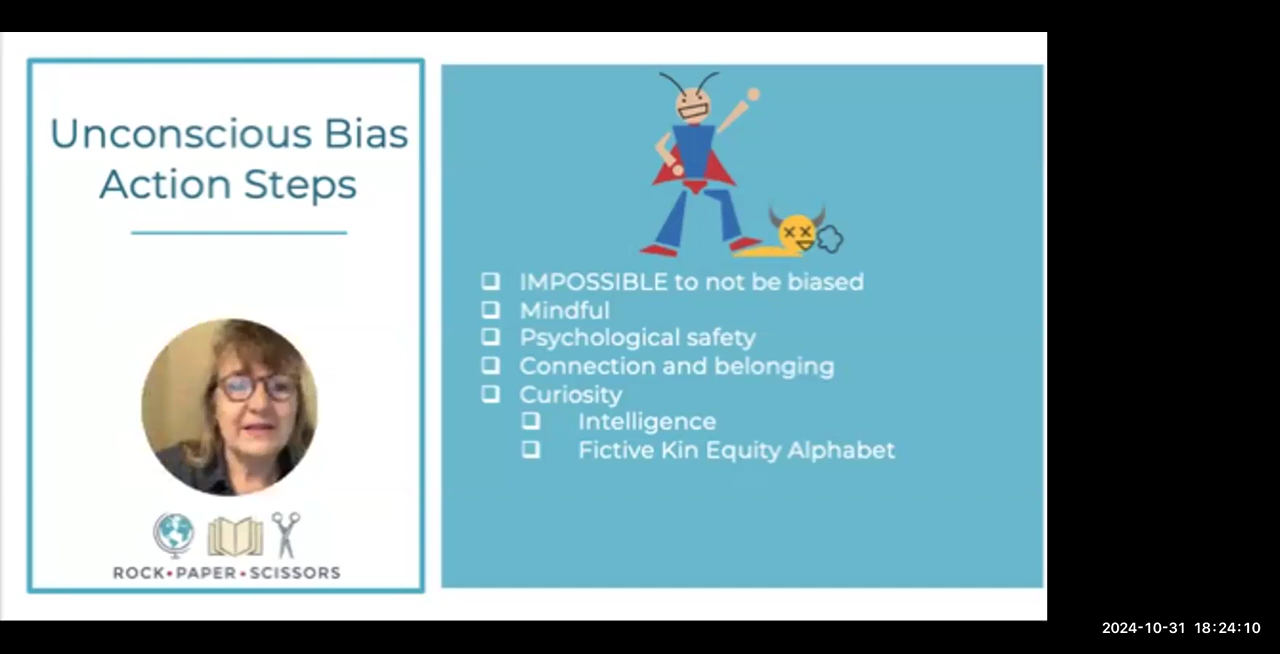 Unconscious Bias
Action Steps
ROCK•PAPER•SCISSORS
❑ IMPOSSIBLE to not be biased
❑ Mindful
❑ Psychological safety
❑ Connection and belonging
❑ Curiosity
❑ Intelligence
❑ Fictive Kin Equity Alphabet
2024-10-31 18:24:10